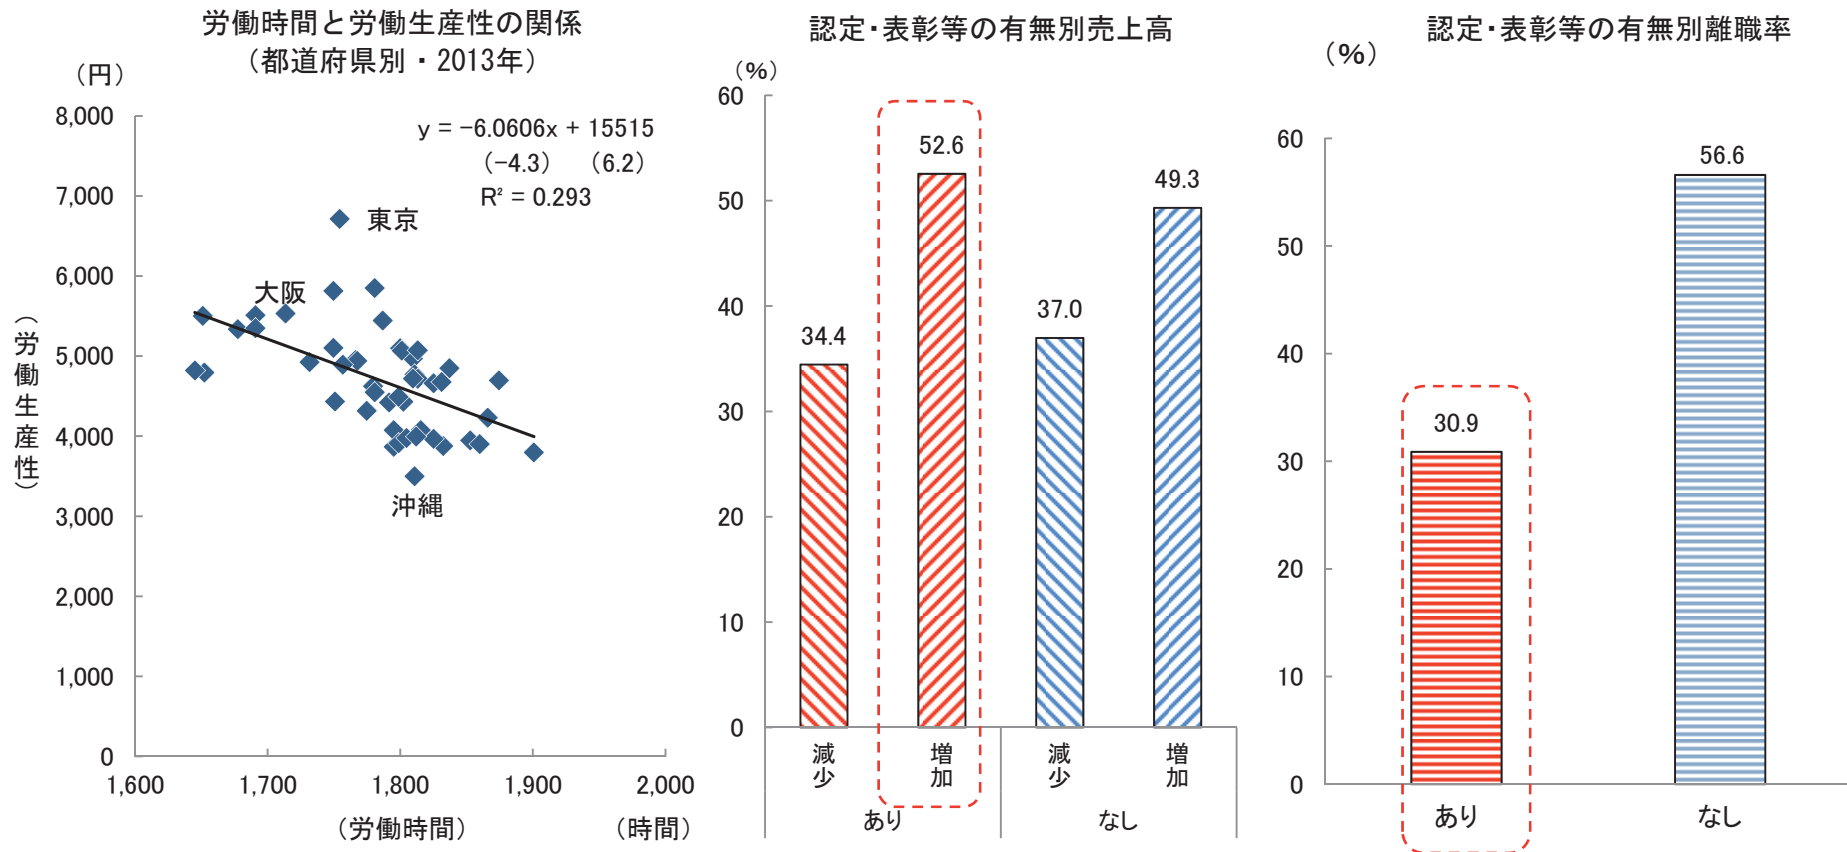 労働時間と労働生産性の関係
（都道府県別・2013年）
（円）
8,000
7,000
6,000
5,000
4,000
3,000
2,000
1,000
0
（労働生産性）
y = −6.0606x + 15515
（−4.3）　（6.2）
R² = 0.293
東京
大阪
沖縄
1,600 1,700 1,800 1,900 2,000
（労働時間） （時間）
認定・表彰等の有無別売上高
（%）
60
50
40
30
20
10
0
34.4
52.6
37.0
49.3
減少 増加 減少 増加
あり なし
認定・表彰等の有無別離職率
（%）
60
50
40
30
20
10
0
30.9
56.6
あり なし